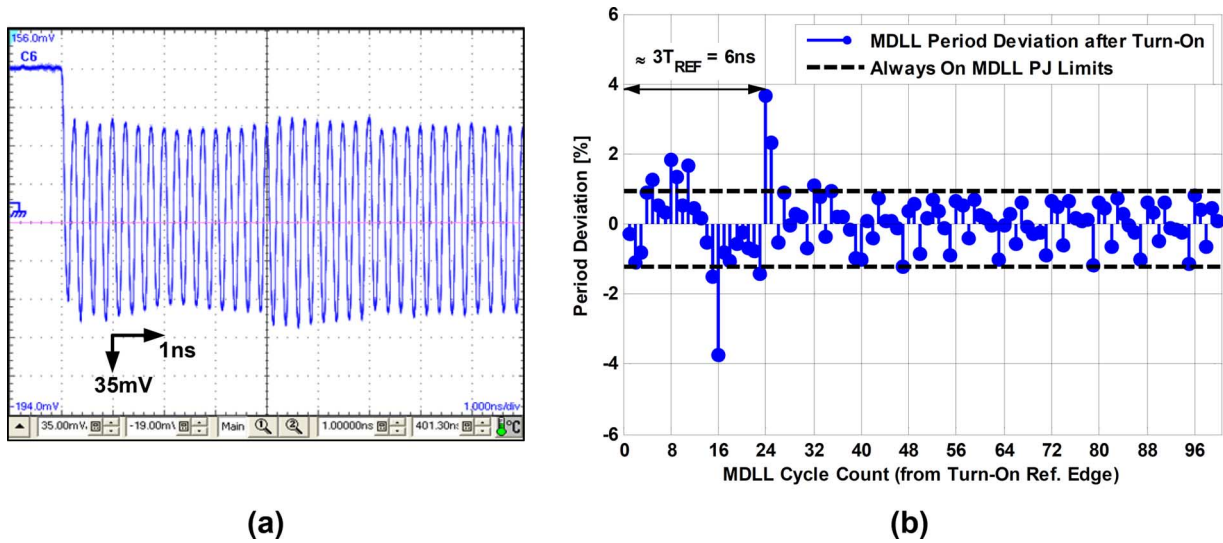 156.0mV
C6
1ns
35mV
-194.0mV
1.000ns/div
35.00mV
-19.00mV
Main
1
2
1.00000ns
401.30ns
°C
(a)
MDLL Period Deviation after Turn-On
Always On MDLL PJ Limits
≈ 3TREF = 6ns
Period Deviation [%]
6
4
2
0
-2
-4
-6
0 8 16 24 32 40 48 56 64 72 80 88 96
MDLL Cycle Count (from Turn-On Ref. Edge)
(b)